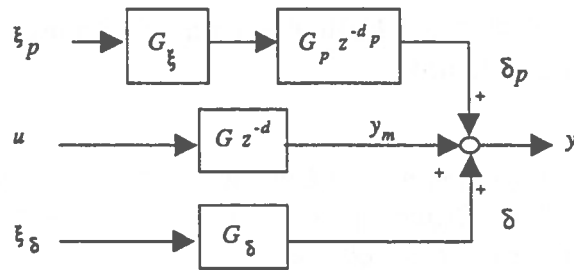 ξ_p G_ξ G_p z^{-d_p} δ_p
+
u G z^{-d} y_m y
+ +
ξ_δ G_δ δ